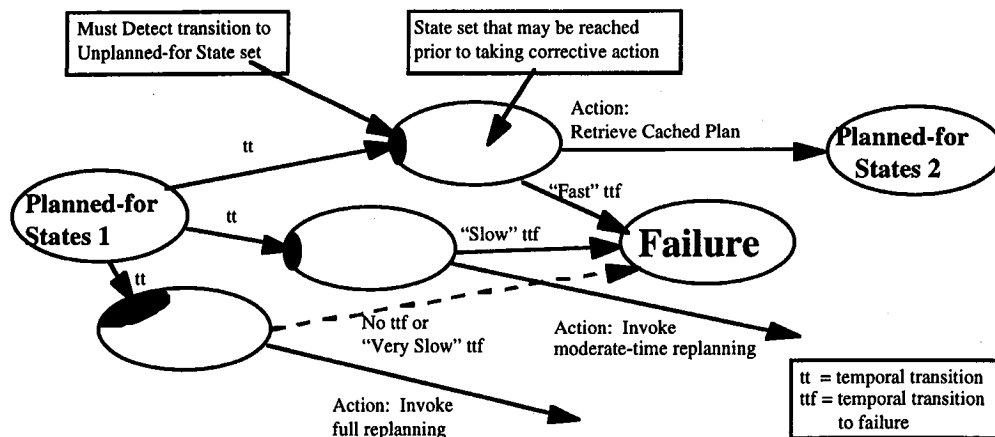 Must Detect transition to
Unplanned-for State set
State set that may be reached
prior to taking corrective action
Action:
Retrieve Cached Plan
Planned-for
States 2
tt
"Fast" ttf
Planned-for
States 1
tt
"Slow" ttf
Failure
tt
No ttf or
"Very Slow" ttf
Action:  Invoke
moderate-time replanning
Action:  Invoke
full replanning
tt  = temporal transition
ttf = temporal transition
to failure